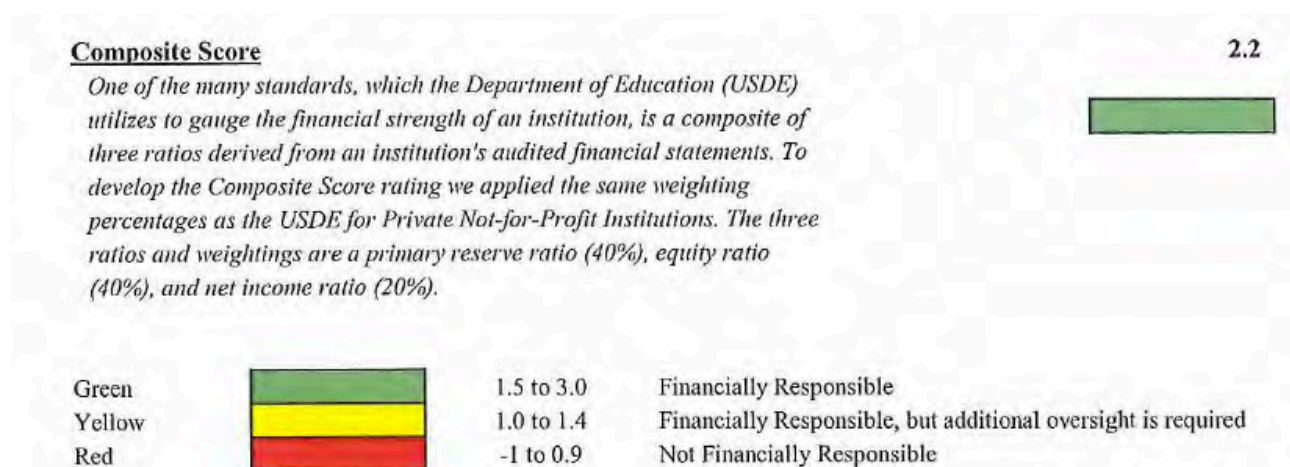 Composite Score 2.2
One of the many standards, which the Department of Education (USDE)
utilizes to gauge the financial strength of an institution, is a composite of
three ratios derived from an institution's audited financial statements. To
develop the Composite Score rating we applied the same weighting
percentages as the USDE for Private Not-for-Profit Institutions. The three
ratios and weightings are a primary reserve ratio (40%), equity ratio
(40%), and net income ratio (20%).
Green 1.5 to 3.0 Financially Responsible
Yellow 1.0 to 1.4 Financially Responsible, but additional oversight is required
Red -1 to 0.9 Not Financially Responsible